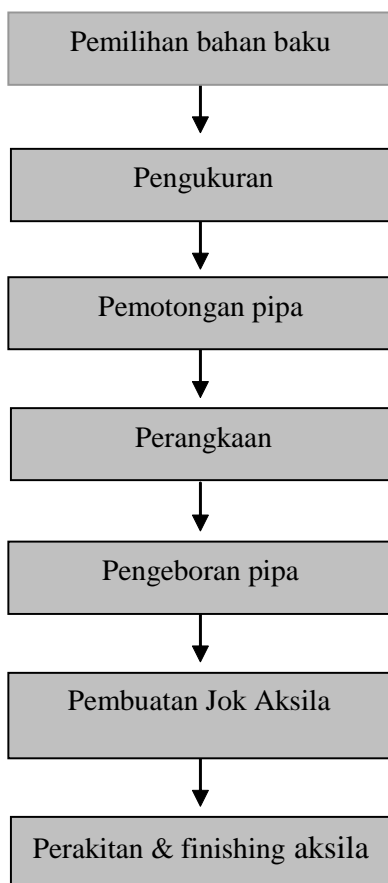 Pemilihan bahan baku
Pengukuran
Pemotongan pipa
Perangkaan
Pengeboran pipa
Pembuatan Jok Aksila
Perakitan & finishing aksila